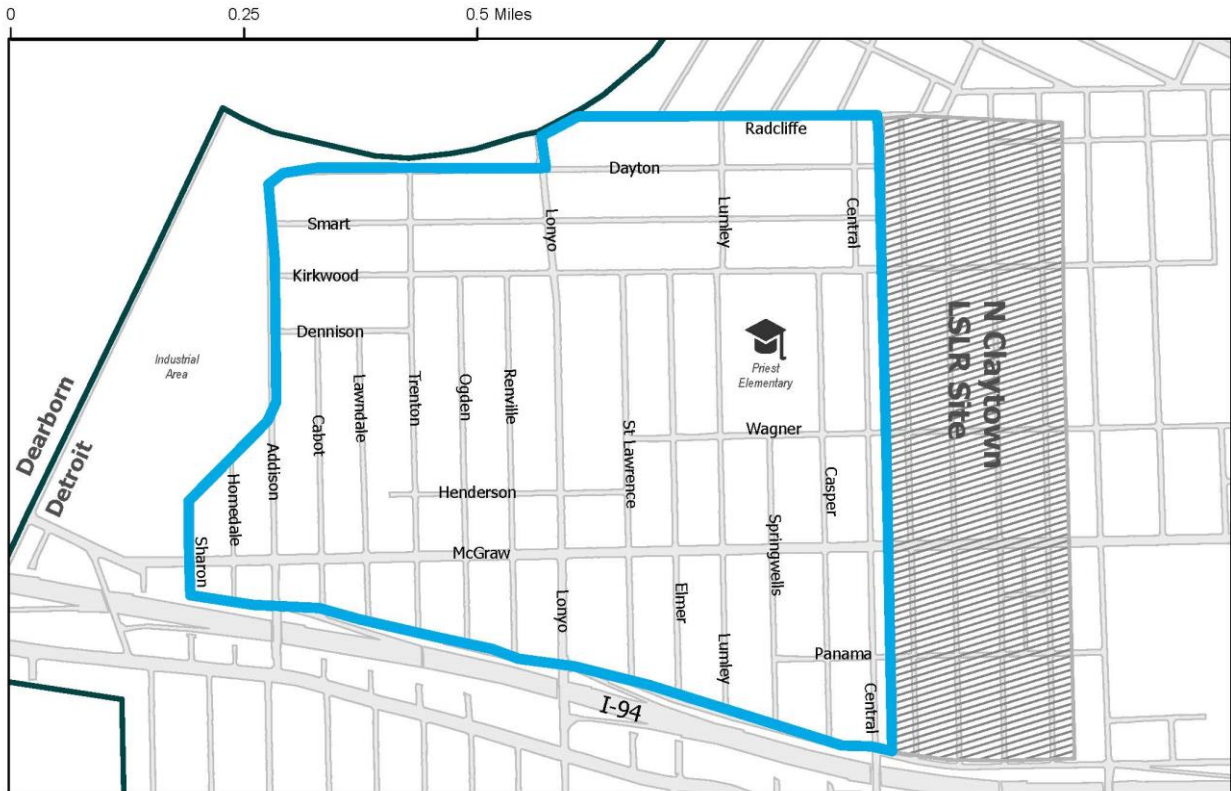 0
0.25
0.5 Miles
Radcliffe
Dayton
Smart
Lonyo
Lumley
Central
Kirkwood
Dennison
Industrial
Area
Priest
Elementary
N Claytown
LSLR Site
Dearborn
Detroit
Cabot
Lawndale
Trenton
Ogden
Renville
St Lawrence
Wagner
Addison
Homedale
Henderson
Casper
Springwells
McGraw
Sharon
Lonyo
Elmer
Lumley
Panama
Central
I-94